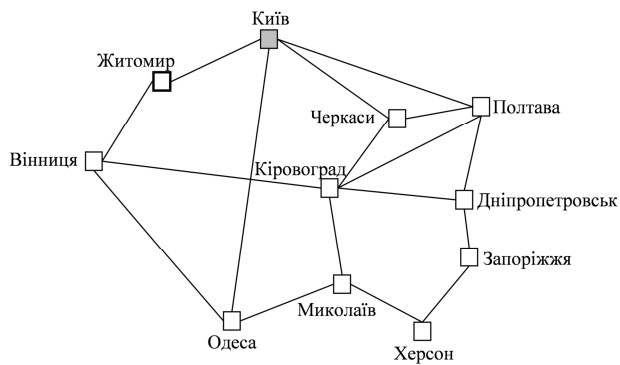 Київ
Житомир
Черкаси
Полтава
Вінниця
Кіровоград
Дніпропетровськ
Запоріжжя
Миколаїв
Одеса
Херсон